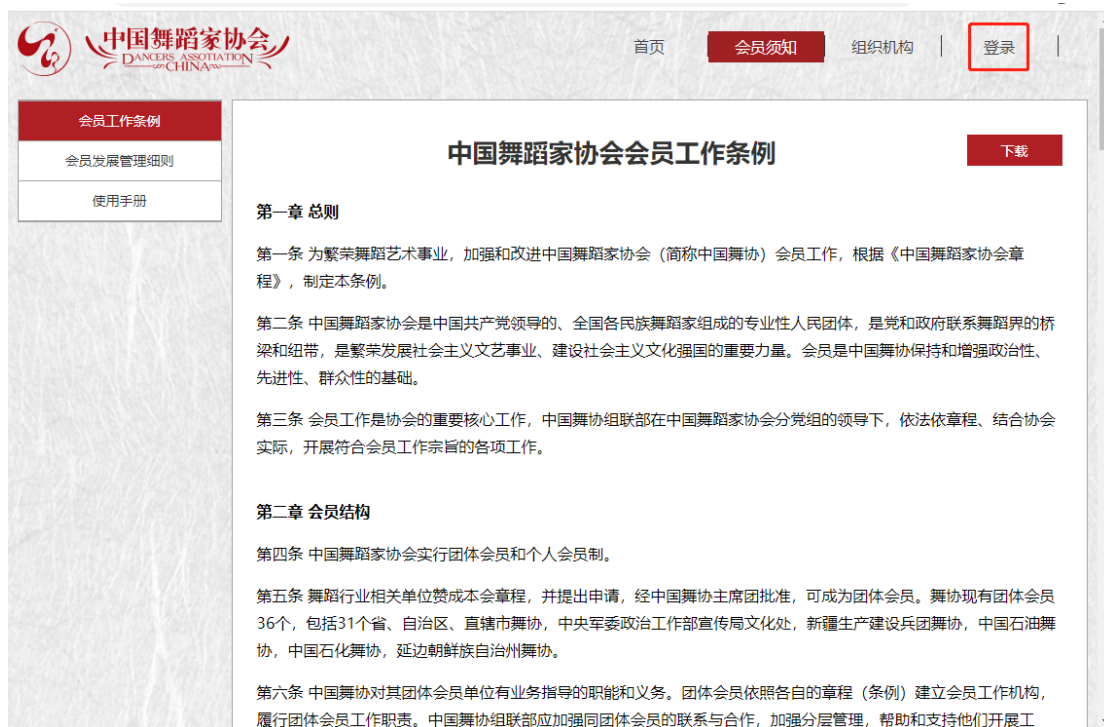 中国舞蹈家协会
DANCERS ASSOTIATION
CHINA
首页
会员须知
组织机构
登录
会员工作条例
会员发展管理细则
使用手册
中国舞蹈家协会会员工作条例
下载
第一章 总则
第一条 为繁荣舞蹈艺术事业，加强和改进中国舞蹈家协会（简称中国舞协）会员工作，根据《中国舞蹈家协会章
程》，制定本条例。
第二条 中国舞蹈家协会是中国共产党领导的、全国各民族舞蹈家组成的专业性人民团体，是党和政府联系舞蹈界的桥
梁和纽带，是繁荣发展社会主义文艺事业、建设社会主义文化强国的重要力量。会员是中国舞协保持和增强政治性、
先进性、群众性的基础。
第三条 会员工作是协会的重要核心工作，中国舞协组联部在中国舞蹈家协会分党组的领导下，依法依章程、结合协会
实际，开展符合会员工作宗旨的各项工作。
第二章 会员结构
第四条 中国舞蹈家协会实行团体会员和个人会员制。
第五条 舞蹈行业相关单位赞成本会章程，并提出申请，经中国舞协主席团批准，可成为团体会员。舞协现有团体会员
36个，包括31个省、自治区、直辖市舞协，中央军委政治工作部宣传局文化处，新疆生产建设兵团舞协，中国石油舞
协，中国石化舞协，延边朝鲜族自治州舞协。
第六条 中国舞协对其团体会员单位有业务指导的职能和义务。团体会员依照各自的章程（条例）建立会员工作机构，
履行团体会员工作职责。中国舞协组联部应加强同团体会员的联系与合作，加强分层管理，帮助和支持他们开展工